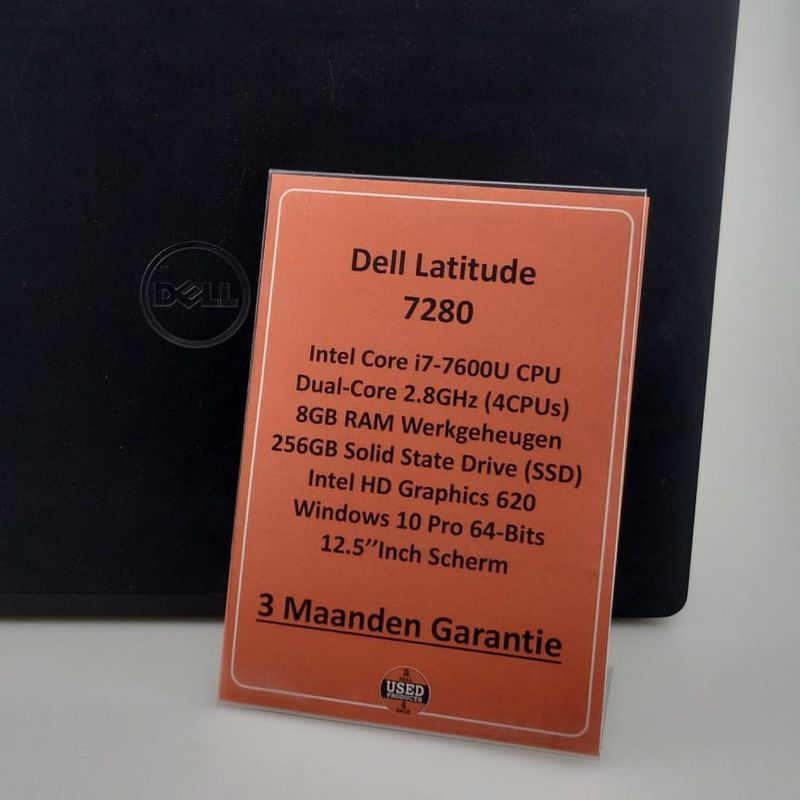 DELL
Dell Latitude
7280
Intel Core i7-7600U CPU
Dual-Core 2.8GHz (4CPUs)
8GB RAM Werkgeheugen
256GB Solid State Drive (SSD)
Intel HD Graphics 620
Windows 10 Pro 64-Bits
12.5’’Inch Scherm
3 Maanden Garantie
USED
PRODUCTS
4